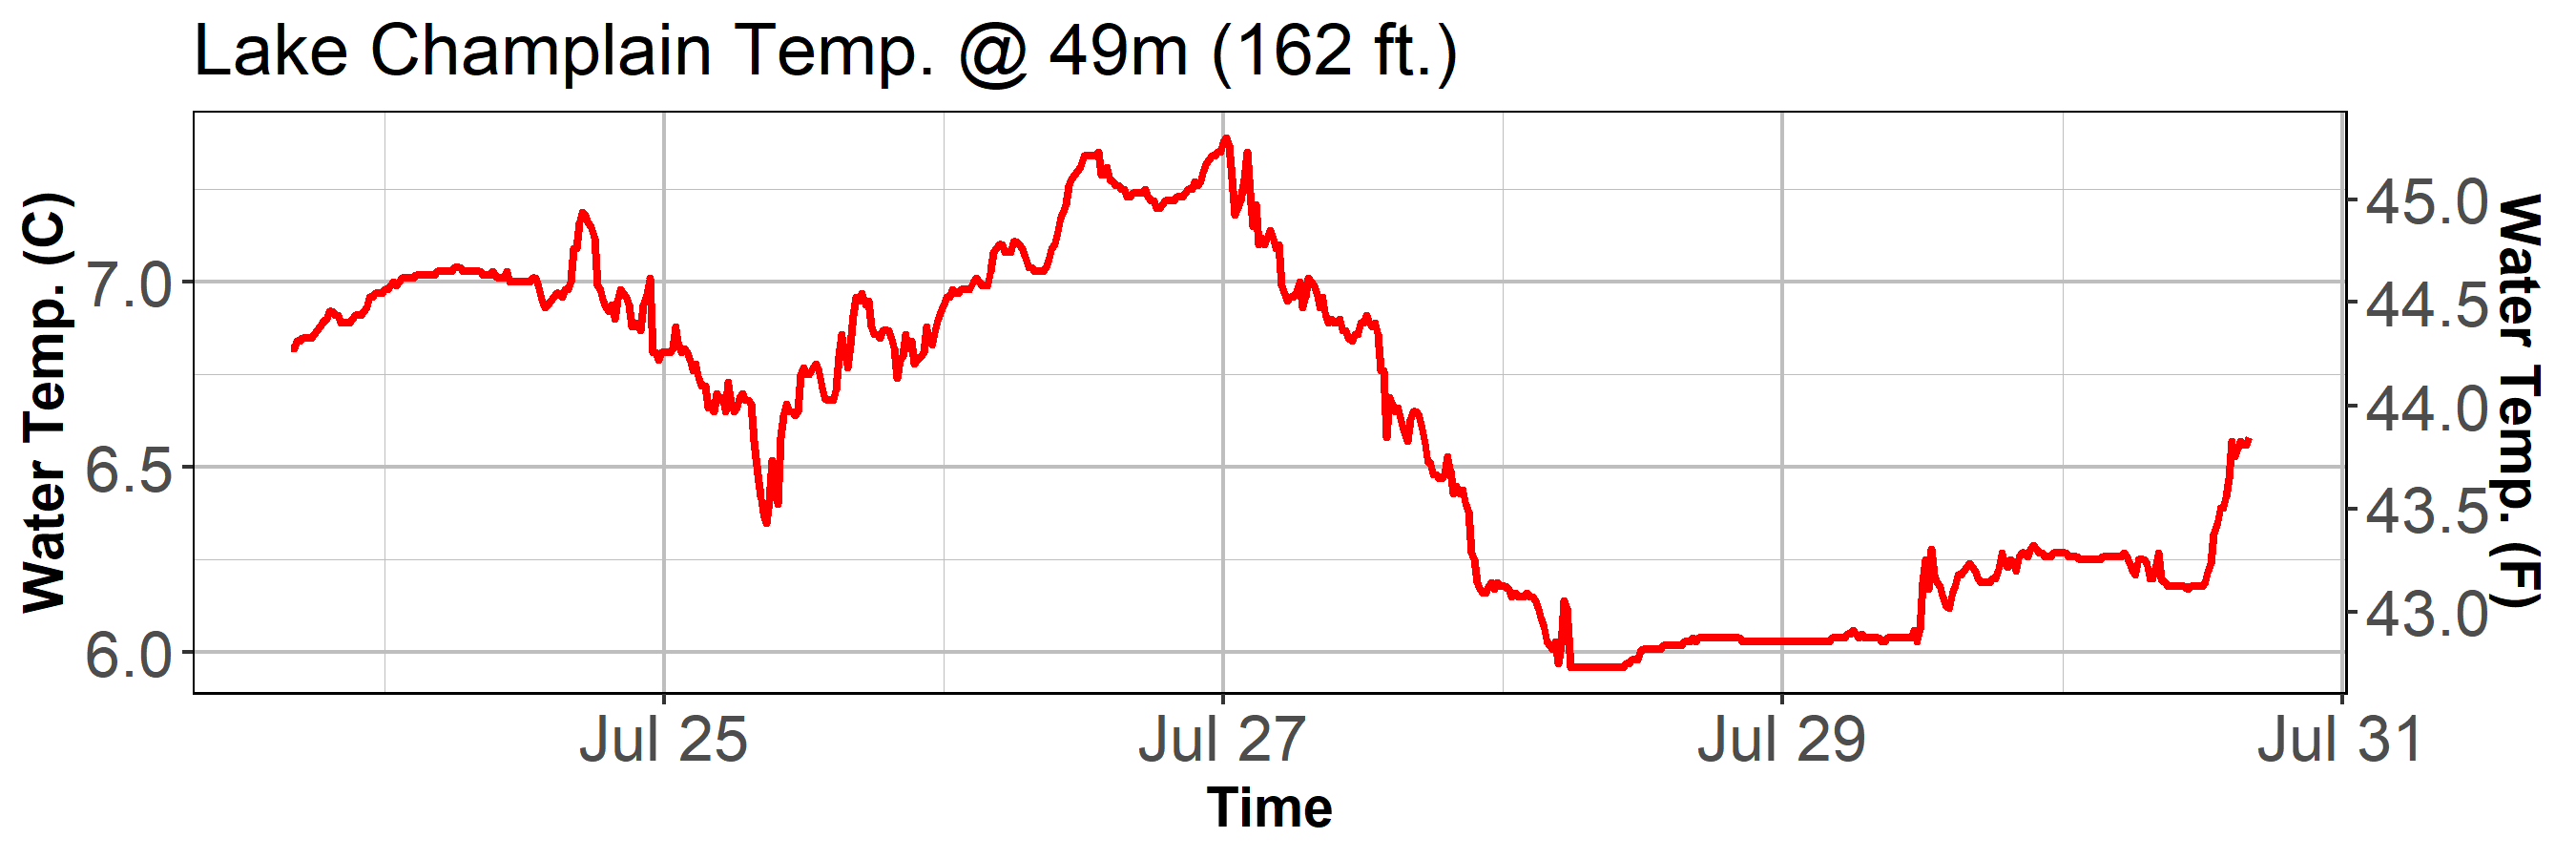 Lake Champlain Temp. @ 49m (162 ft.)
Water Temp. (C)
7.0
6.5
6.0
45.0
44.5
44.0
43.5
43.0
Water Temp. (F)
Jul 25 Jul 27 Jul 29 Jul 31
Time